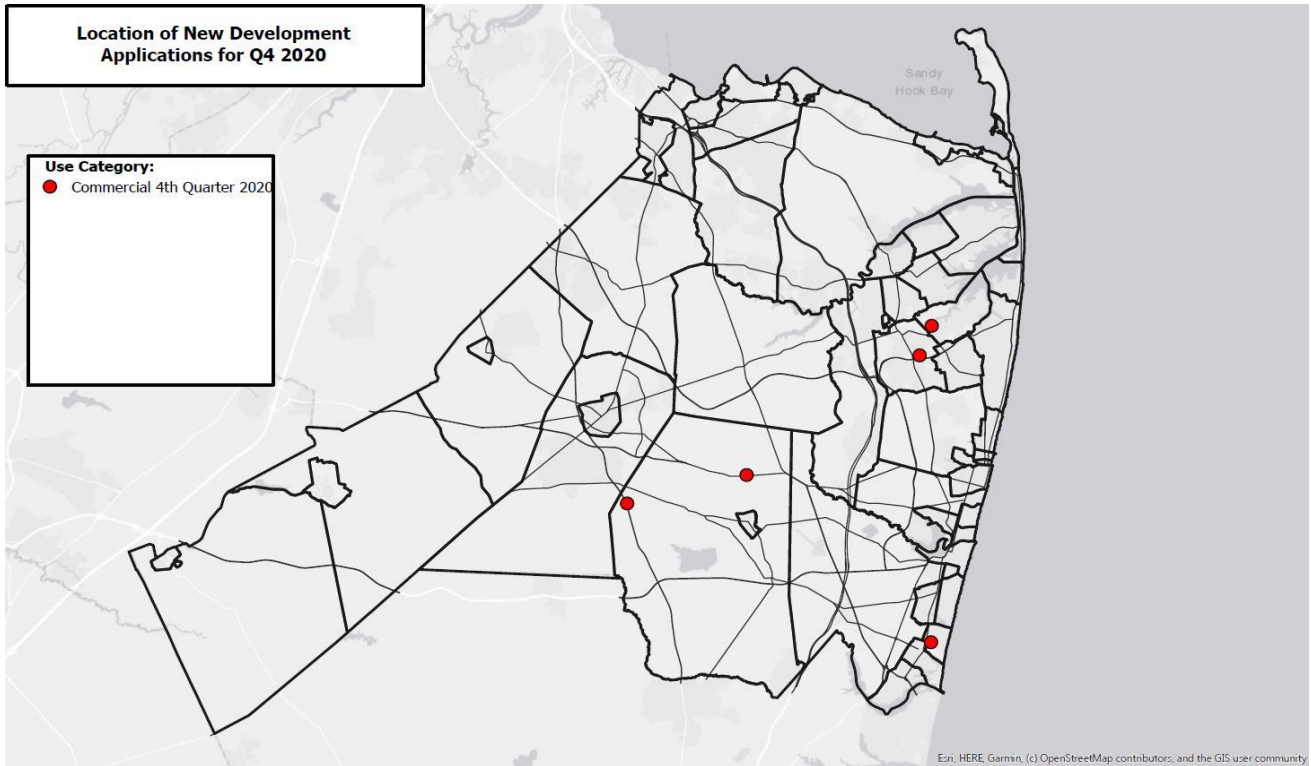 Location of New Development
Applications for Q4 2020
Sandy
Hook Bay
Use Category:
Commercial 4th Quarter 2020
Esri, HERE, Garmin, (c) OpenStreetMap contributors, and the GIS user community